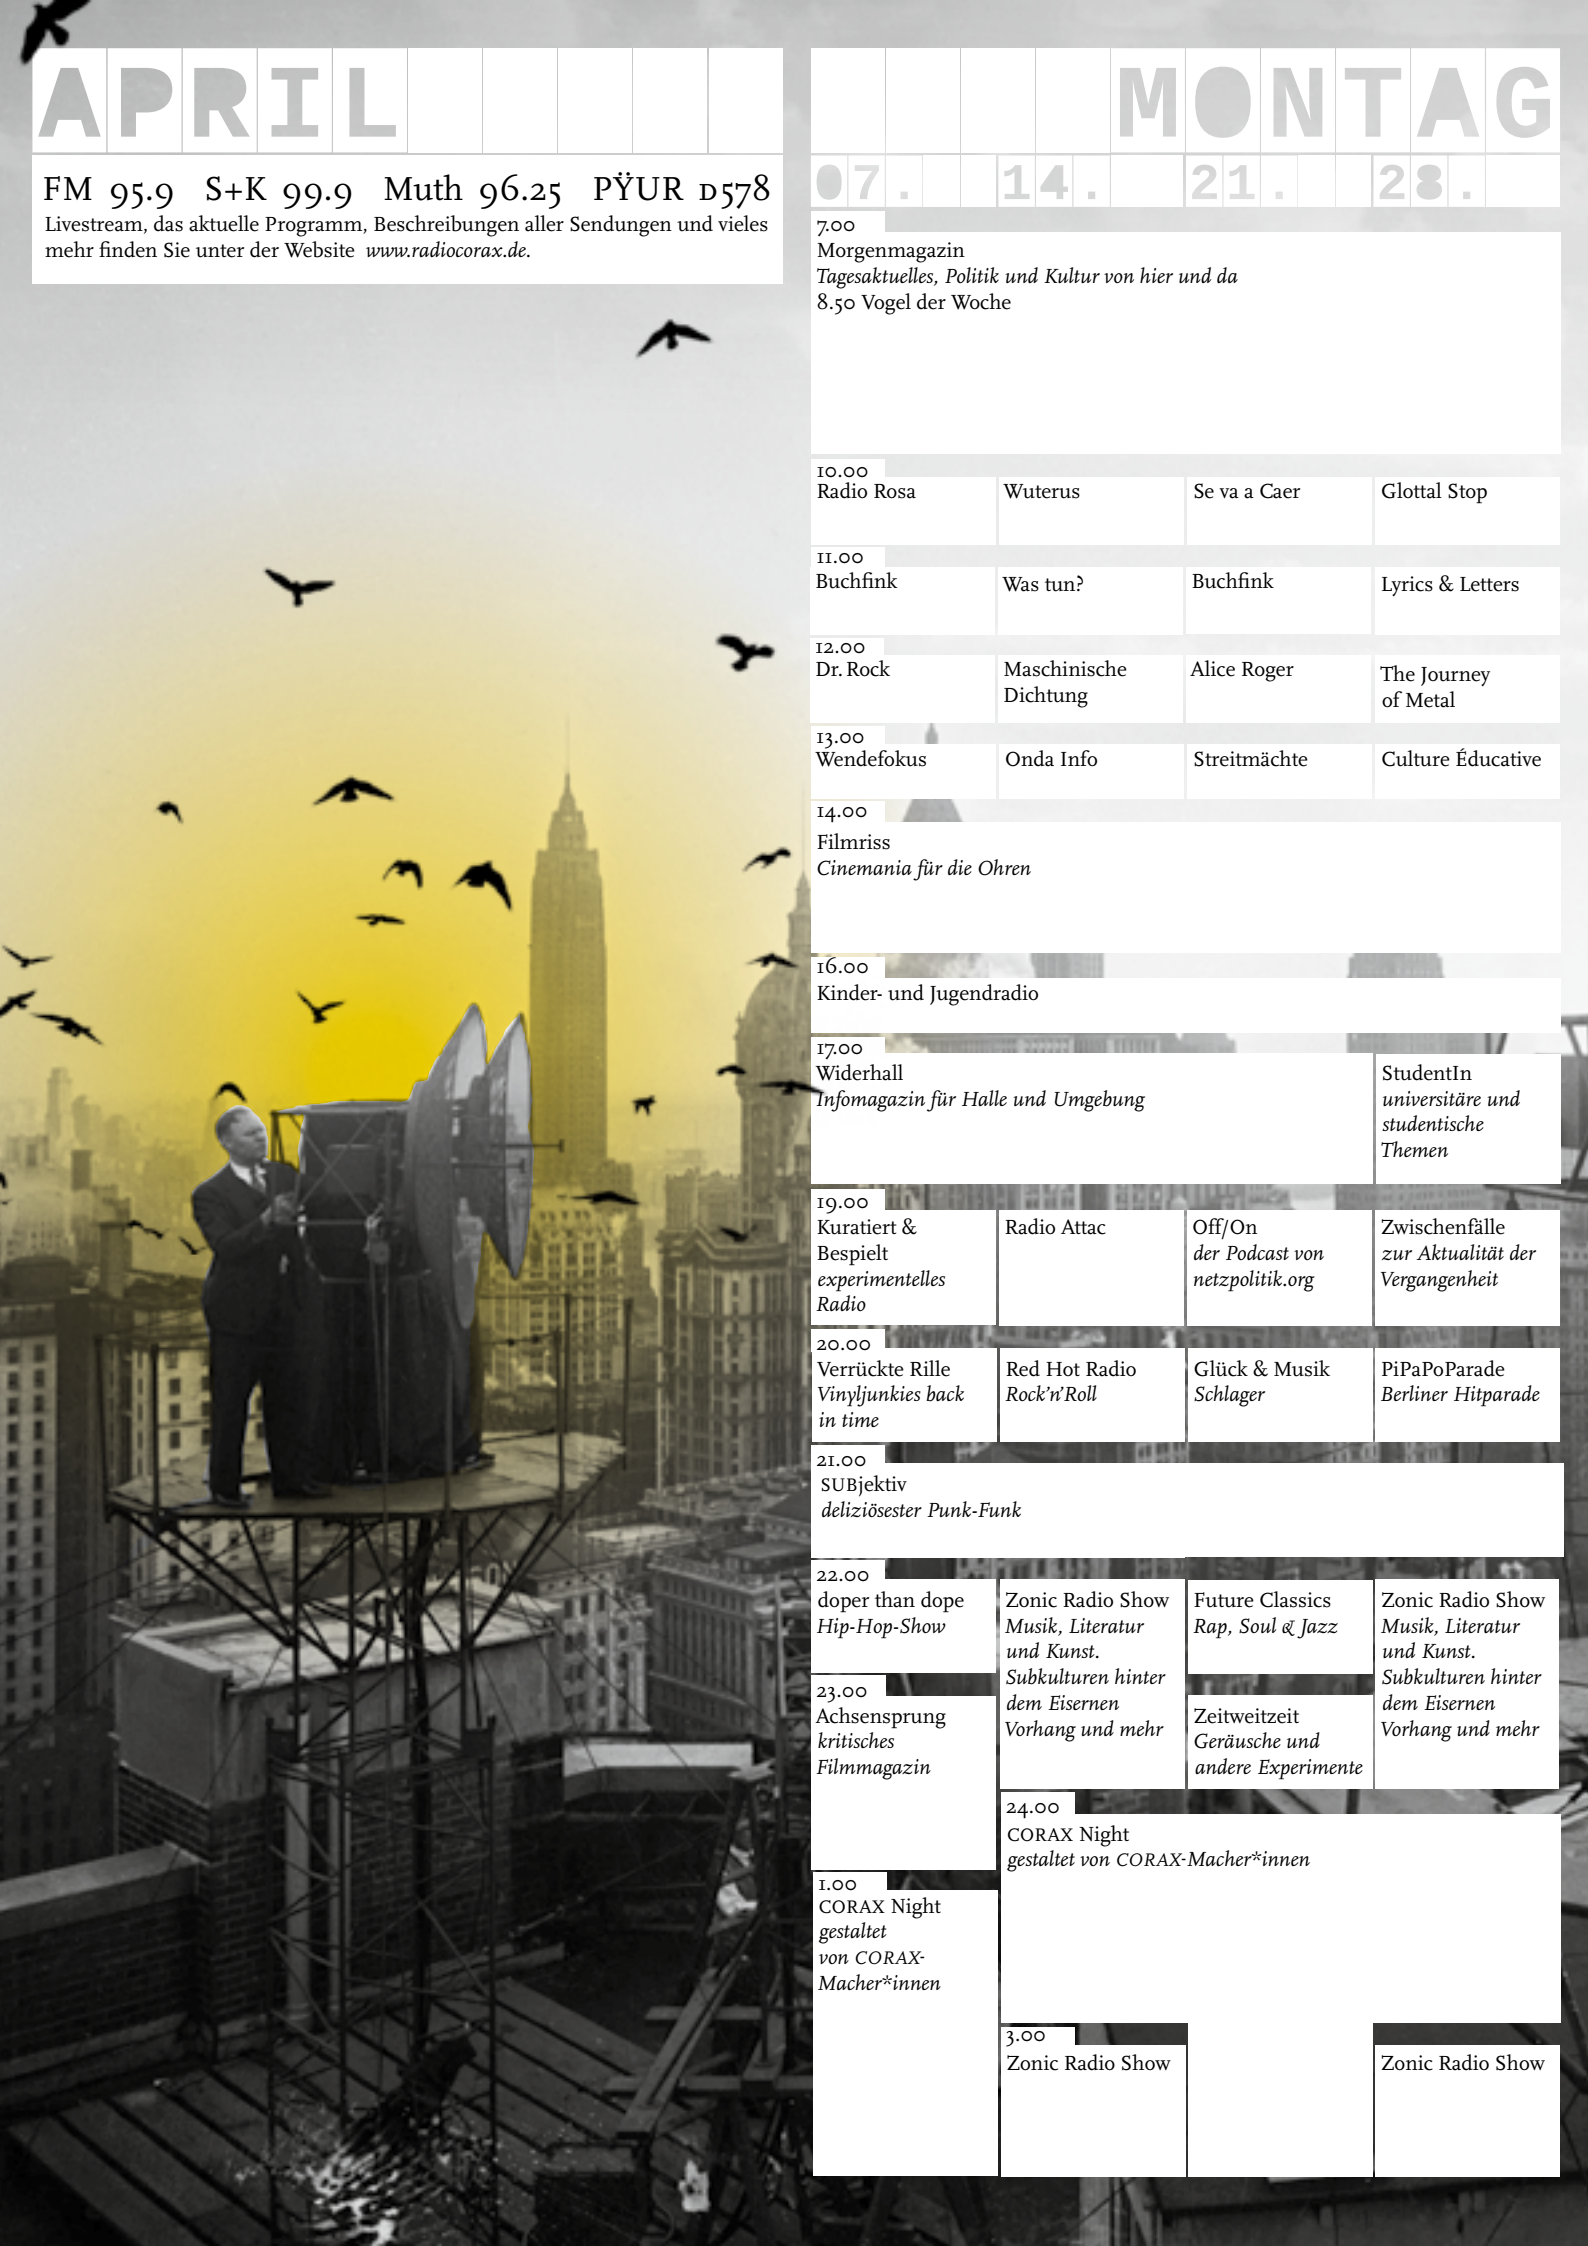 APRIL
FM 95.9 S+K 99.9 Muth 96.25 PŸUR D578
Livestream, das aktuelle Programm, Beschreibungen aller Sendungen und vieles
mehr finden Sie unter der Website www.radiocorax.de.
MONTAG
07. 14. 21. 28.
7.00
Morgenmagazin
Tagesaktuelles, Politik und Kultur von hier und da
8.50 Vogel der Woche
10.00
Radio Rosa
Wuterus
Se va a Caer
Glottal Stop
11.00
Buchfink
Was tun?
Buchfink
Lyrics & Letters
12.00
Dr. Rock
Maschinische
Dichtung
Alice Roger
The Journey
of Metal
13.00
Wendefokus
Onda Info
Streitmächte
Culture Éducative
14.00
Filmriss
Cinemania für die Ohren
16.00
Kinder- und Jugendradio
17.00
Widerhall
Infomagazin für Halle und Umgebung
StudentIn
universitäre und
studentische
Themen
19.00
Kuratiert &
Bespielt
experimentelles
Radio
Radio Attac
Off/On
der Podcast von
netzpolitik.org
Zwischenfälle
zur Aktualität der
Vergangenheit
20.00
Verrückte Rille
Vinyljunkies back
in time
Red Hot Radio
Rock’n’Roll
Glück & Musik
Schlager
PiPaPoParade
Berliner Hitparade
21.00
SUBjektiv
deliziösester Punk-Funk
22.00
doper than dope
Hip-Hop-Show
Zonic Radio Show
Musik, Literatur
und Kunst.
Subkulturen hinter
dem Eisernen
Vorhang und mehr
Future Classics
Rap, Soul & Jazz
Zonic Radio Show
Musik, Literatur
und Kunst.
Subkulturen hinter
dem Eisernen
Vorhang und mehr
23.00
Achsensprung
kritisches
Filmmagazin
Zeitweitzeit
Geräusche und
andere Experimente
24.00
CORAX Night
gestaltet von CORAX-Macher*innen
1.00
CORAX Night
gestaltet
von CORAX-
Macher*innen
3.00
Zonic Radio Show
Zonic Radio Show